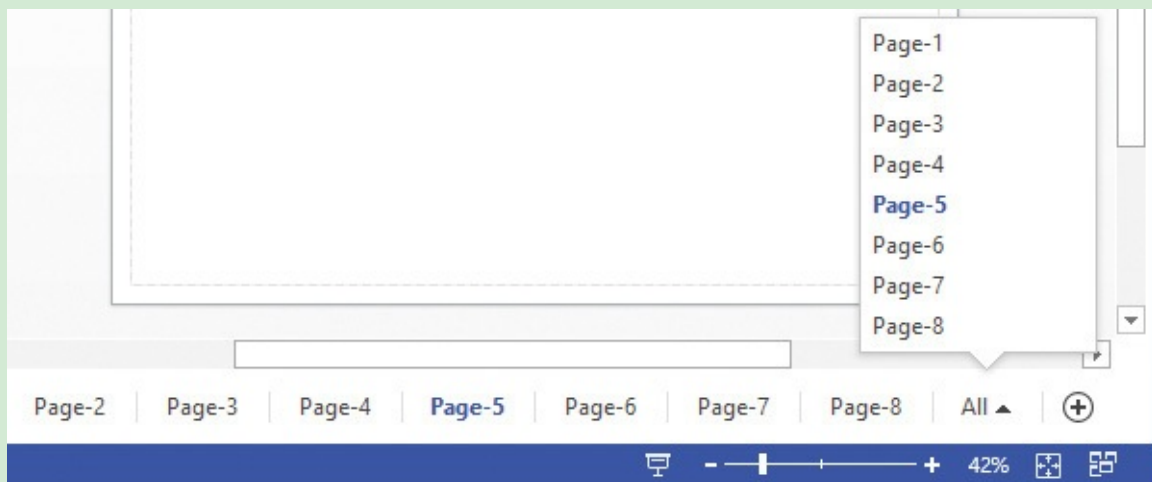 Page-1
Page-2
Page-3
Page-4
Page-5
Page-6
Page-7
Page-8
Page-2 Page-3 Page-4 Page-5 Page-6 Page-7 Page-8 All
42%